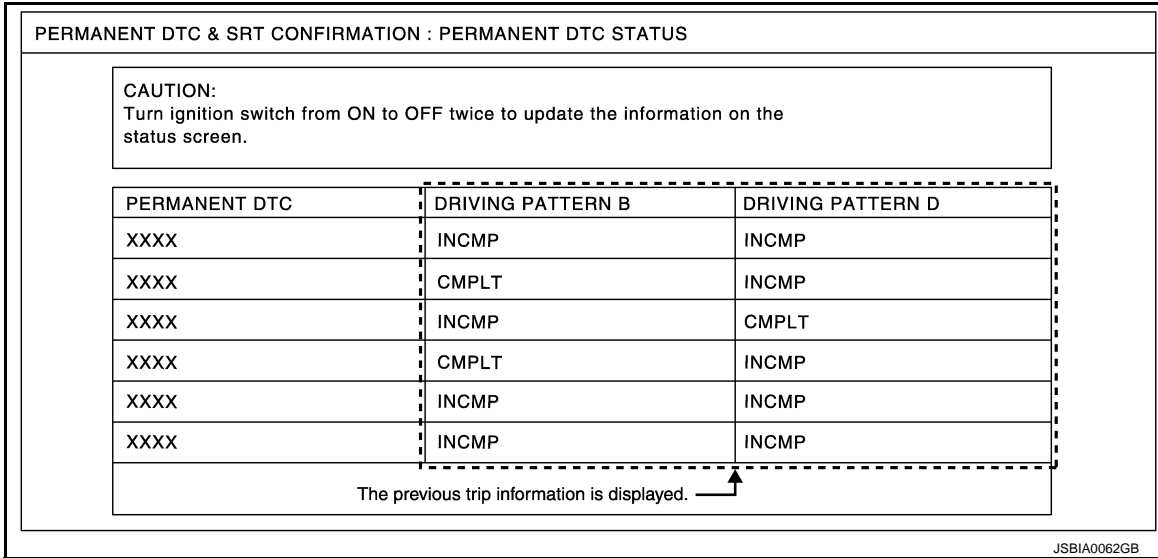 PERMANENT DTC & SRT CONFIRMATION : PERMANENT DTC STATUS
CAUTION:
Turn ignition switch from ON to OFF twice to update the information on the
status screen.
PERMANENT DTC DRIVING PATTERN B DRIVING PATTERN D
XXXX INCMP INCMP
XXXX CMPLT INCMP
XXXX INCMP CMPLT
XXXX CMPLT INCMP
XXXX INCMP INCMP
XXXX INCMP INCMP
The previous trip information is displayed.
JSBIA0062GB